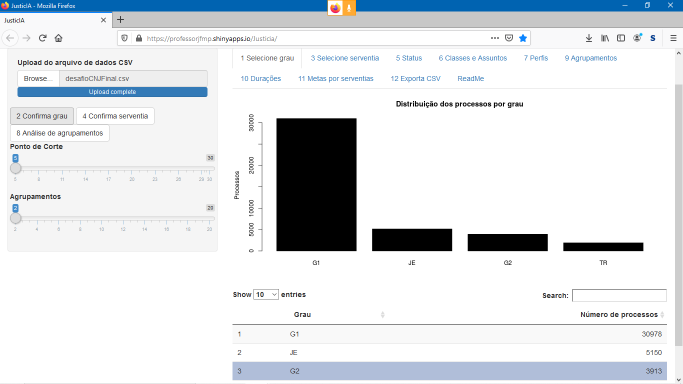 JusticIA - Mozilla Firefox
JusticIA
https://professorjfmp.shinyapps.io/Justicia/
Upload do arquivo de dados CSV
Browse... desafioCNJFinal.csv
Upload complete
2 Confirma grau 4 Confirma serventia
8 Análise de agrupamentos
Ponto de Corte
5 30
5 8 11 14 17 20 23 26 29 30
Agrupamentos
2 20
2 4 6 8 10 12 14 16 18 20
1 Selecione grau 3 Selecione serventia 5 Status 6 Classes e Assuntos 7 Perfis 9 Agrupamentos
10 Durações 11 Metas por serventias 12 Exporta CSV ReadMe
Distribuição dos processos por grau
Processos
30000
20000
10000
5000
0
G1 JE G2 TR
Show 10 entries Search:
Grau Número de processos
1 G1 30978
2 JE 5150
3 G2 3913